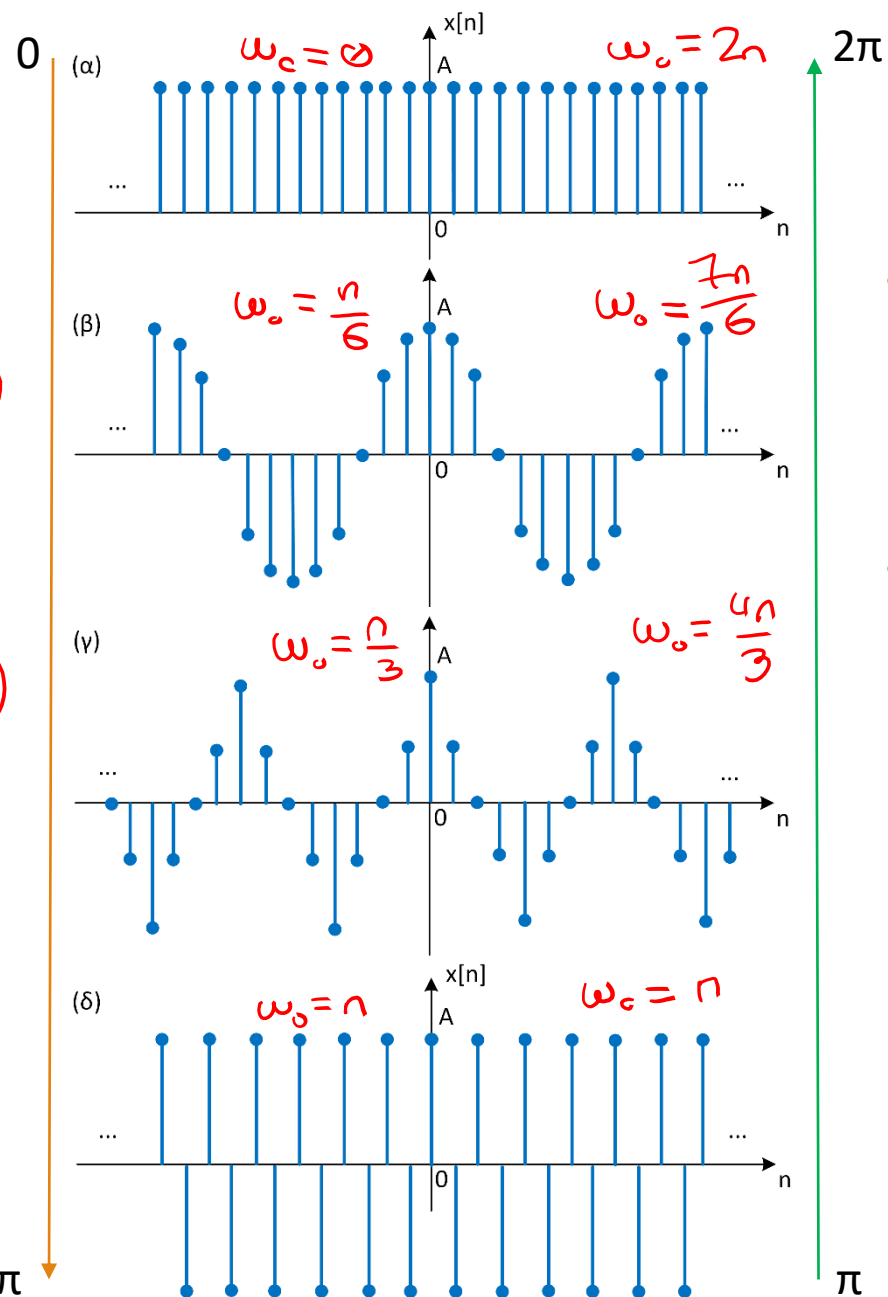 0
x[n]
ω₀ = 0
ω₀ = 2π
2π
(α)
A
...
...
0
n
ω₀ = π/6
A
ω₀ = 7π/6
(β)
...
...
0
n
ω₀ = π/3
ω₀ = 4π/3
(γ)
A
...
...
0
n
x[n]
(δ)
ω₀ = π
A
ω₀ = π
...
...
0
n
π
π